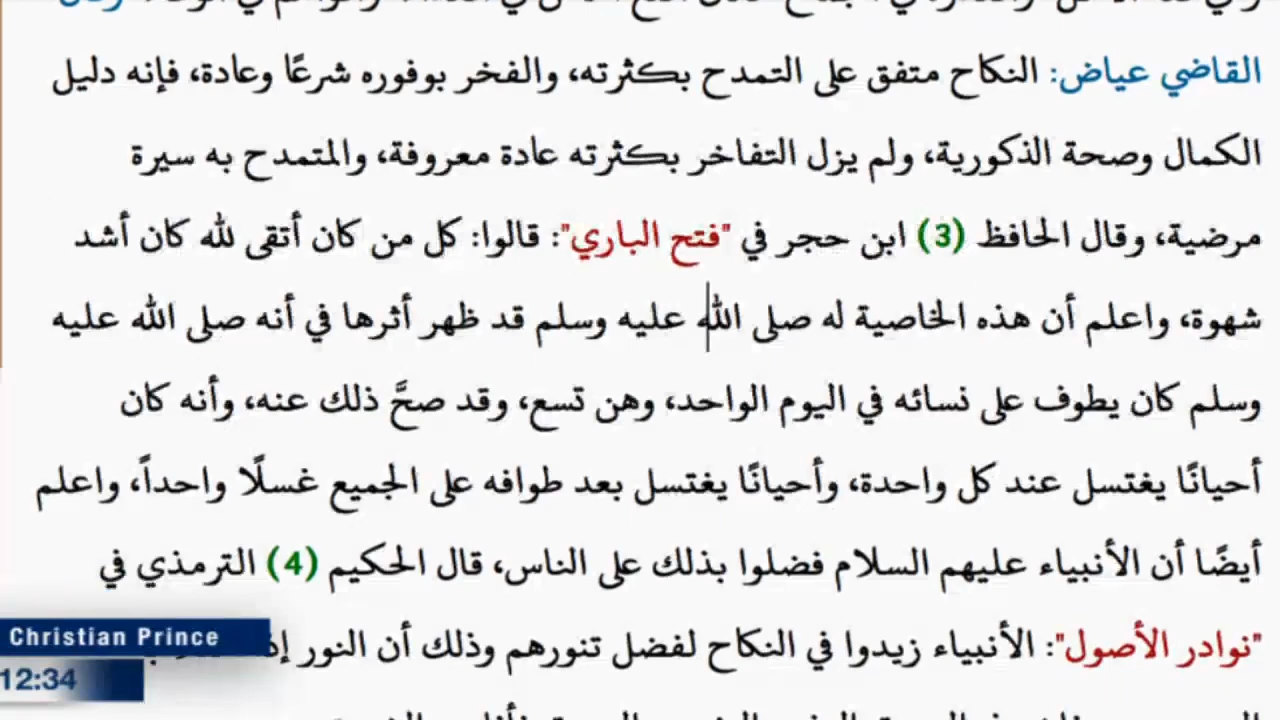 القاضي عياض: النكاح متفق على التمدح بكثرته، والفخر بوفوره شرعًا وعادة، فإنه دليل
الكمال وصحة الذكورية، ولم يزل التفاخر بكثرته عادة معروفة، والمتمدح به سيرة
مرضية، وقال الحافظ (3) ابن حجر في "فتح الباري": قالوا: كل من كان أتقى لله كان أشد
شهوة، واعلم أن هذه الخاصية له صلى الله عليه وسلم قد ظهر أثرها في أنه صلى الله عليه
وسلم كان يطوف على نسائه في اليوم الواحد، وهن تسع، وقد صحَّ ذلك عنه، وأنه كان
أحيانًا يغتسل عند كل واحدة، وأحيانًا يغتسل بعد طوافه على الجميع غسلًا واحداً، واعلم
أيضًا أن الأنبياء عليهم السلام فضلوا بذلك على الناس، قال الحكيم (4) الترمذي في
"نوادر الأصول": الأنبياء زيدوا في النكاح لفضل تنورهم وذلك أن النور
Christian Prince
12:34